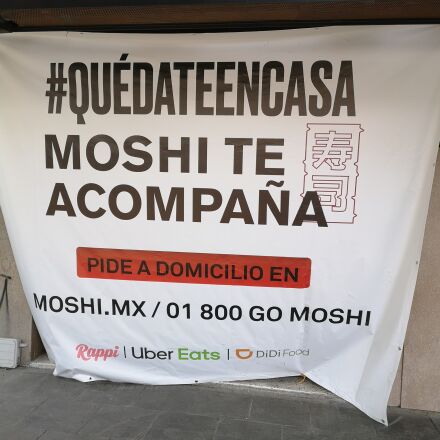 #QUÉDATEENCASA
MOSHI TE
ACOMPAÑA
寿司
PIDE A DOMICILIO EN
MOSHI.MX / 01 800 GO MOSHI
Rappi | Uber Eats | DiDi Food